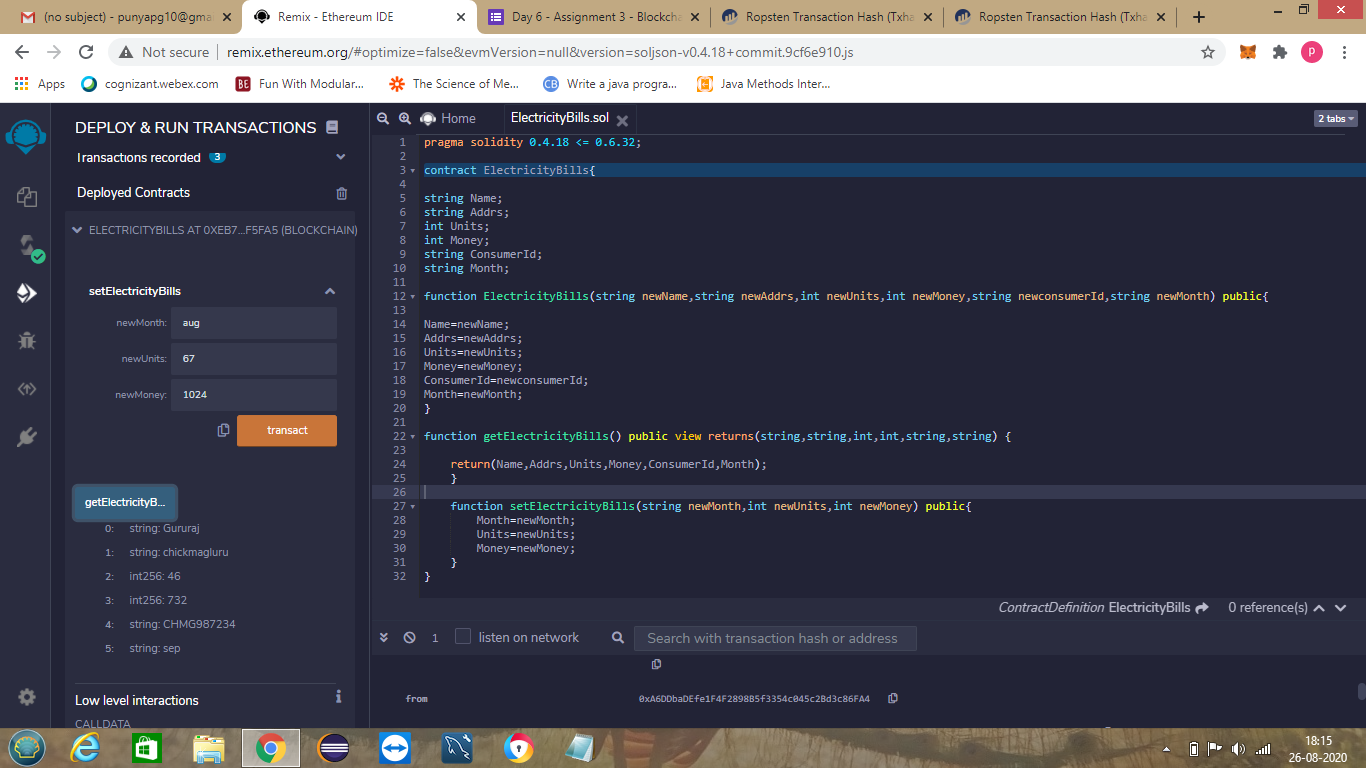 (no subject) - punyapg10@gma
Remix - Ethereum IDE
Day 6 - Assignment 3 - Blockcha
Ropsten Transaction Hash (Txha
Ropsten Transaction Hash (Txha
Not secure
remix.ethereum.org/#optimize=false&evmVersion=null&version=soljson-v0.4.18+commit.9cf6e910.js
P
Apps
cognizant.webex.com
BE
Fun With Modular...
The Science of Me...
CB
Write a java progra...
Java Methods Inter...
DEPLOY & RUN TRANSACTIONS
Transactions recorded 3
Deployed Contracts
ELECTRICITYBILLS AT 0XEB7...F5FA5 (BLOCKCHAIN)
setElectricityBills
newMonth: aug
newUnits: 67
newMoney: 1024
transact
getElectricityB...
0: string: Gururaj
1: string: chickmagluru
2: int256: 46
3: int256: 732
4: string: CHMG987234
5: string: sep
Low level interactions
i
CALLDATA
Home
ElectricityBills.sol
2 tabs
1 pragma solidity 0.4.18 <= 0.6.32;
2
3 contract ElectricityBills{
4
5 string Name;
6 string Addrs;
7 int Units;
8 int Money;
9 string ConsumerId;
10 string Month;
11
12 function ElectricityBills(string newName,string newAddrs,int newUnits,int newMoney,string newconsumerId,string newMonth) public{
13
14 Name=newName;
15 Addrs=newAddrs;
16 Units=newUnits;
17 Money=newMoney;
18 ConsumerId=newconsumerId;
19 Month=newMonth;
20 }
21
22 function getElectricityBills() public view returns(string,string,int,int,string,string) {
23
24 return(Name,Addrs,Units,Money,ConsumerId,Month);
25 }
26
27 function setElectricityBills(string newMonth,int newUnits,int newMoney) public{
28 Month=newMonth;
29 Units=newUnits;
30 Money=newMoney;
31 }
32 }
ContractDefinition ElectricityBills
0 reference(s)
1
listen on network
Search with transaction hash or address
from
0xA6DDbaDEfe1F4F2898B5f3354c045c2Bd3c86FA4
18:15
26-08-2020